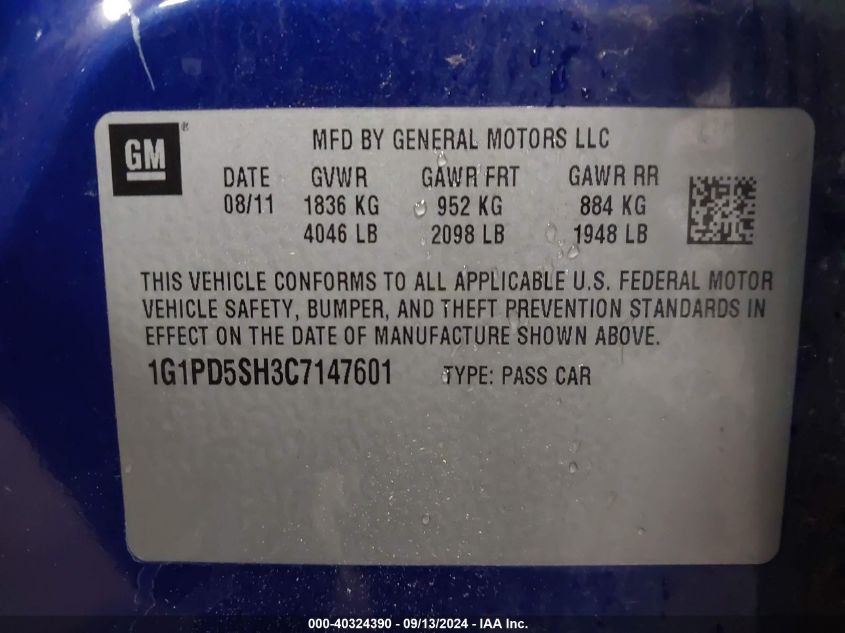 GM®
MFD BY GENERAL MOTORS LLC
DATE GVWR GAWR FRT GAWR RR
08/11 1836 KG 952 KG 884 KG
4046 LB 2098 LB 1948 LB
THIS VEHICLE CONFORMS TO ALL APPLICABLE U.S. FEDERAL MOTOR
VEHICLE SAFETY, BUMPER, AND THEFT PREVENTION STANDARDS IN
EFFECT ON THE DATE OF MANUFACTURE SHOWN ABOVE.
1G1PD5SH3C7147601 TYPE: PASS CAR
000-40324390 - 09/13/2024 - IAA Inc.